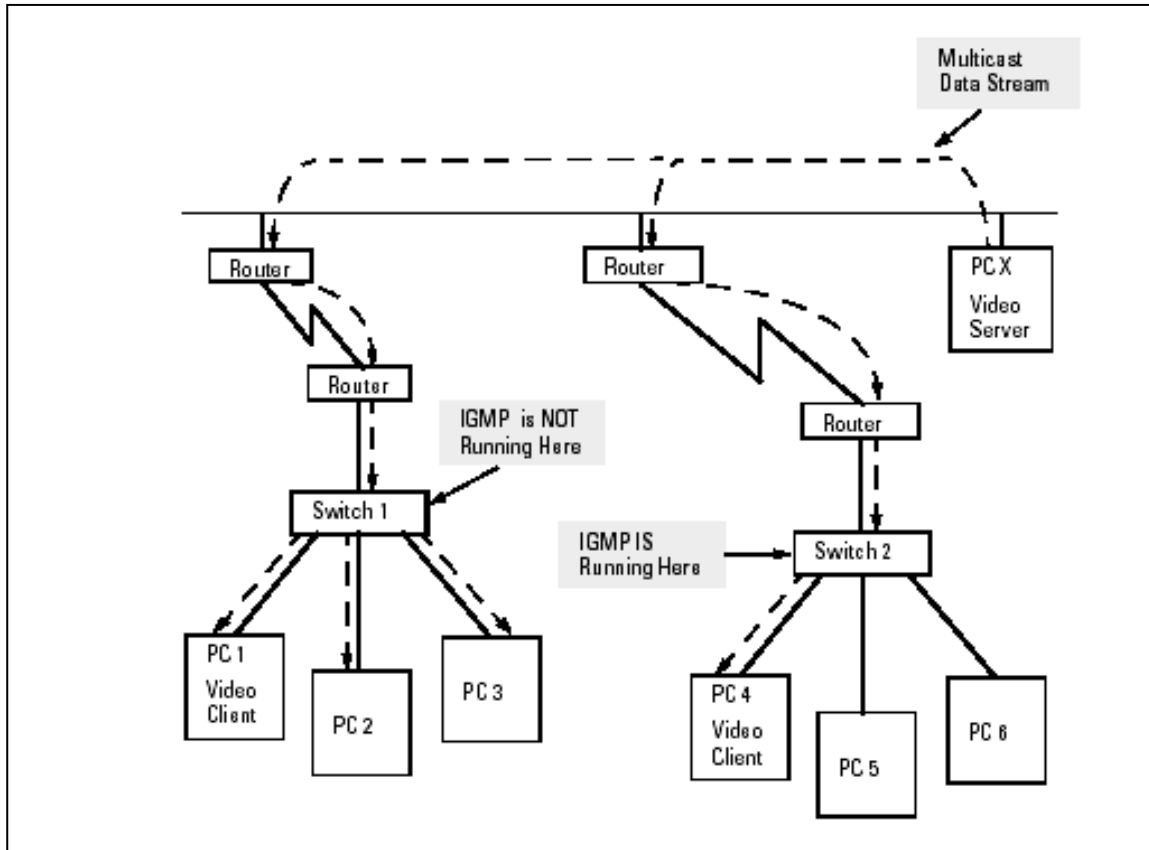 Multicast
Data Stream
Router
Router
PC X
Video
Server
Router
Router
IGMP is NOT
Running Here
Switch 1
IGMP IS
Running Here
Switch 2
PC 1
Video
Client
PC 2
PC 3
PC 4
Video
Client
PC 5
PC 6